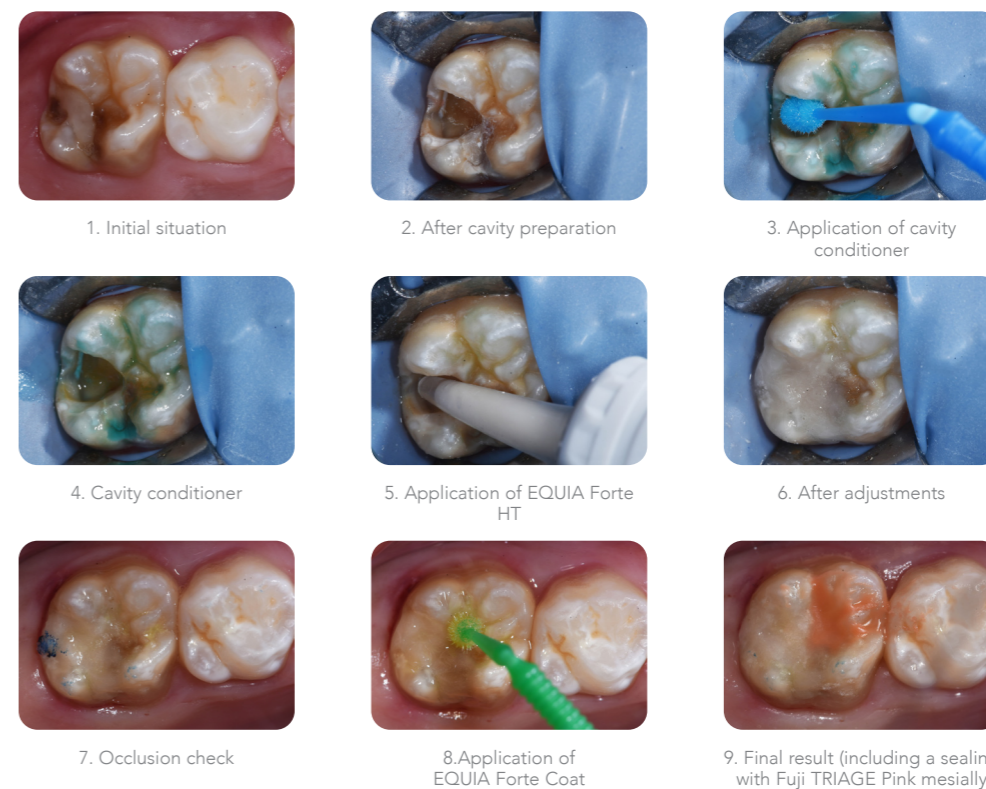 1. Initial situation
2. After cavity preparation
3. Application of cavity
conditioner
4. Cavity conditioner
5. Application of EQUIA Forte
HT
6. After adjustments
7. Occlusion check
8.Application of
EQUIA Forte Coat
9. Final result (including a sealin
with Fuji TRIAGE Pink mesially